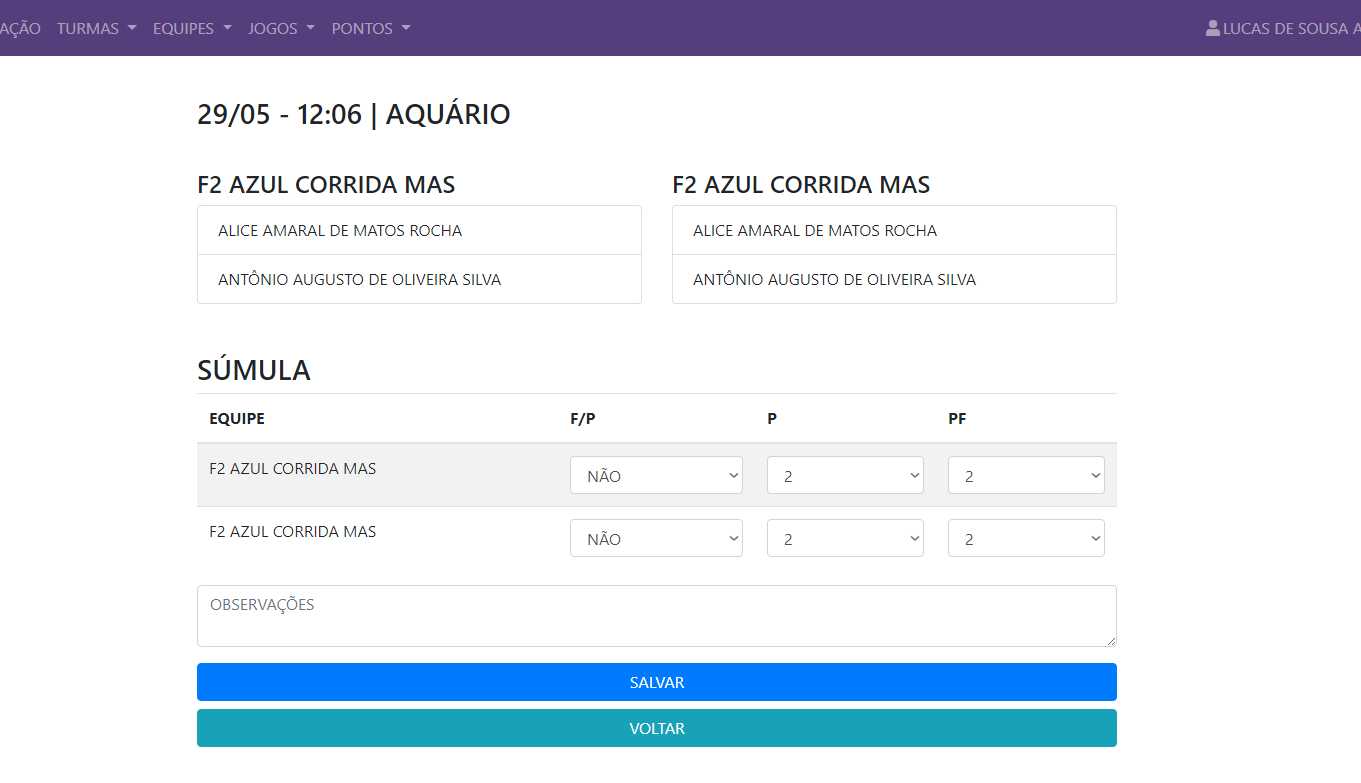 AÇÃO TURMAS EQUIPES JOGOS PONTOS LUCAS DE SOUSA A
29/05 - 12:06 | AQUÁRIO
F2 AZUL CORRIDA MAS
ALICE AMARAL DE MATOS ROCHA
ANTÔNIO AUGUSTO DE OLIVEIRA SILVA
F2 AZUL CORRIDA MAS
ALICE AMARAL DE MATOS ROCHA
ANTÔNIO AUGUSTO DE OLIVEIRA SILVA
SÚMULA
EQUIPE F/P P PF
F2 AZUL CORRIDA MAS NÃO 2 2
F2 AZUL CORRIDA MAS NÃO 2 2
OBSERVAÇÕES
SALVAR
VOLTAR